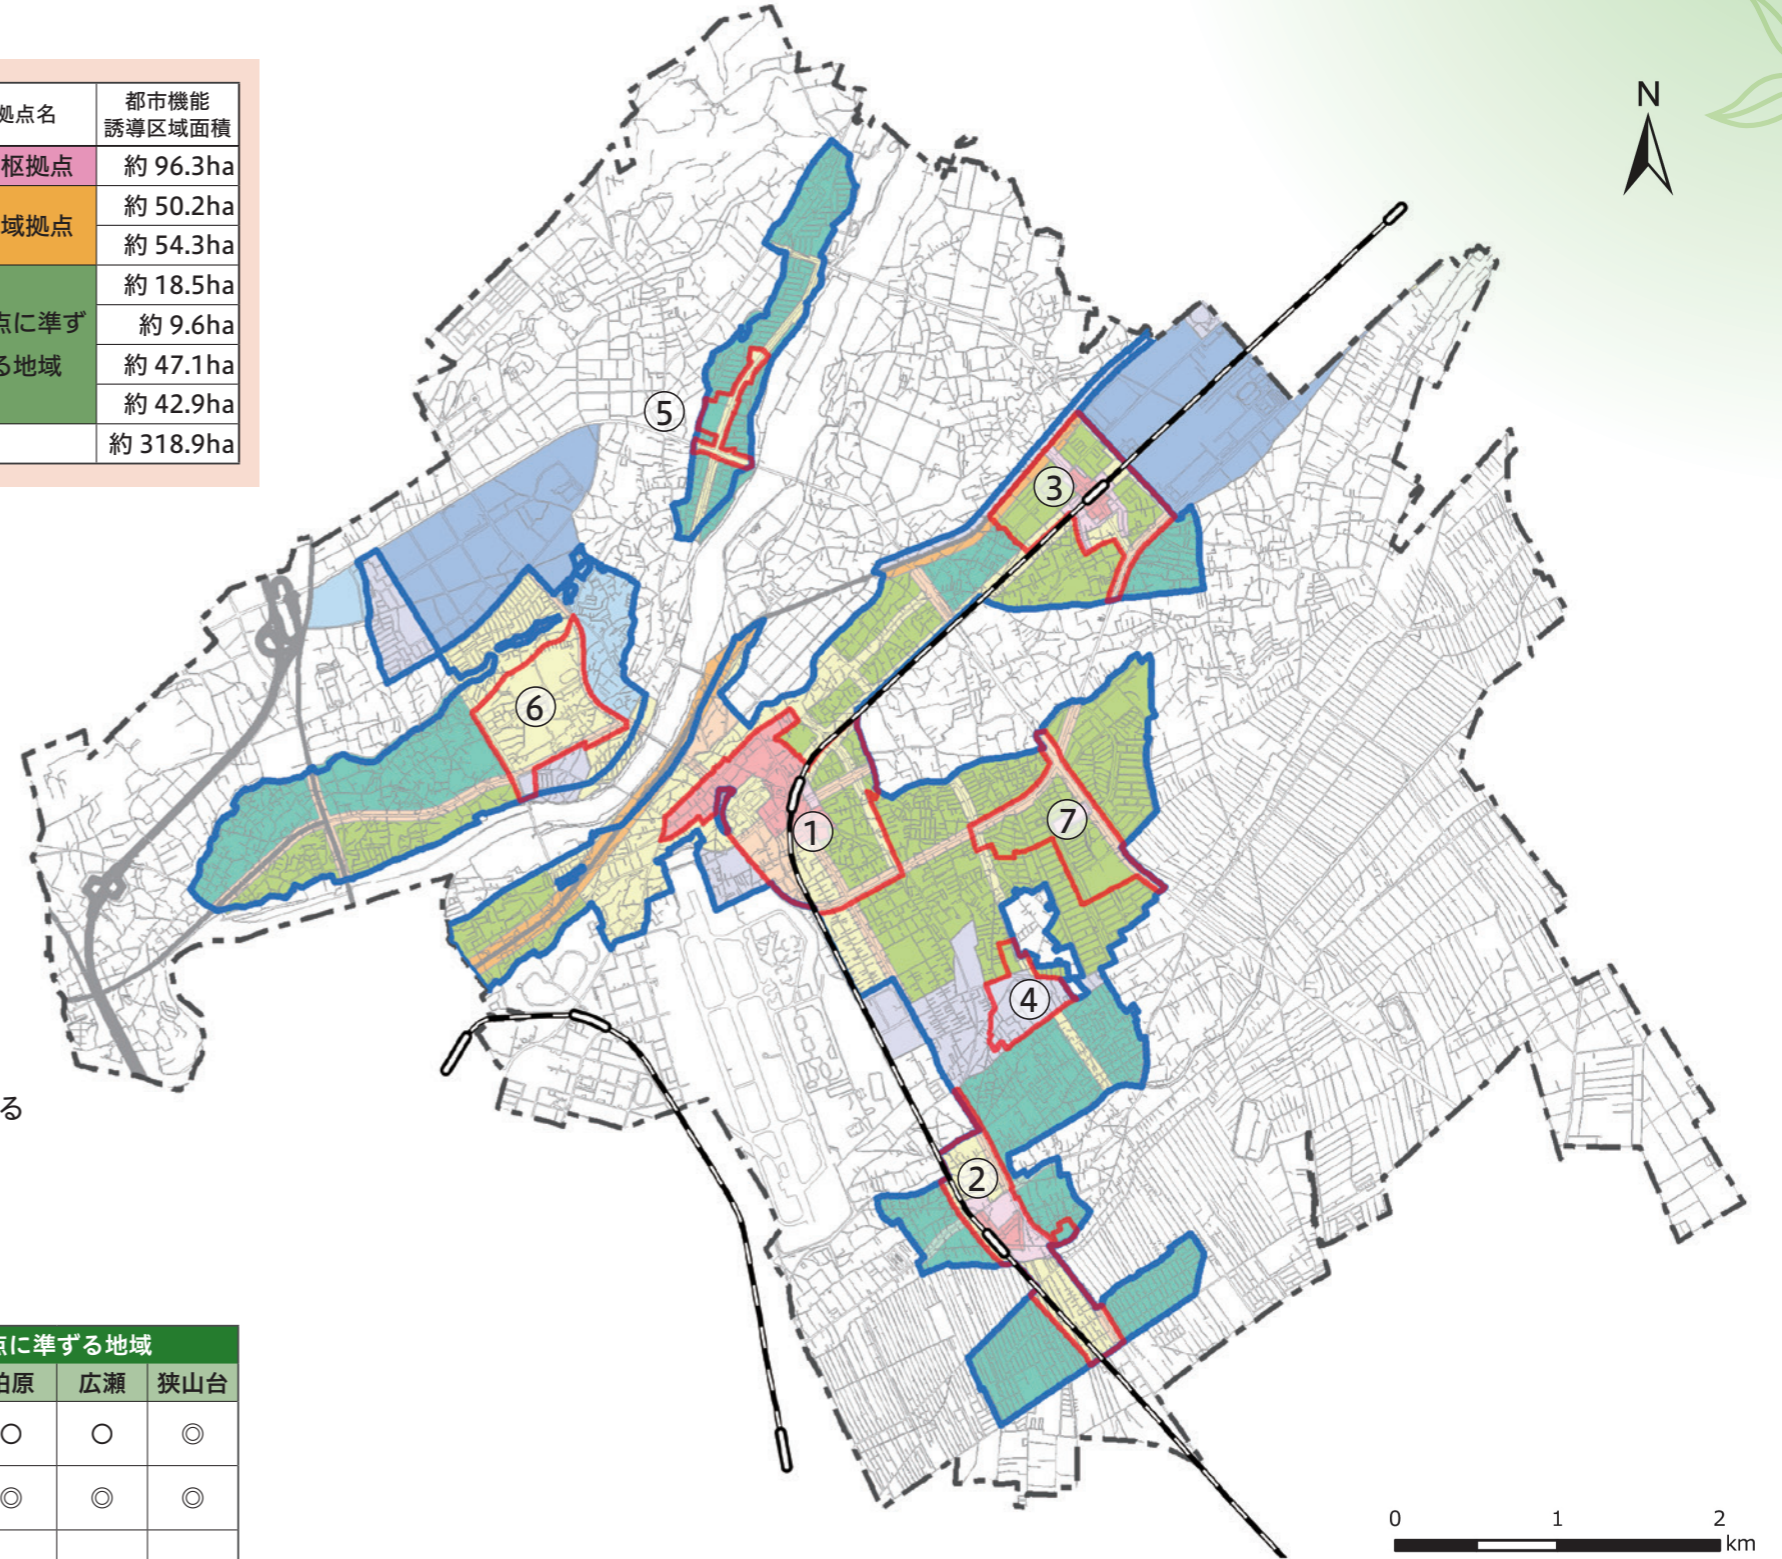 拠点名
都市機能
誘導区域面積
枢拠点
約 96.3ha
域拠点
約 50.2ha
約 54.3ha
点に準ず
る地域
約 18.5ha
約 9.6ha
約 47.1ha
約 42.9ha
約 318.9ha
N
⑤
③
⑥
①
⑦
④
②
る
点に準ずる地域
柏原
広瀬
狭山台
○
○
◎
◎
◎
◎
0
1
2
km